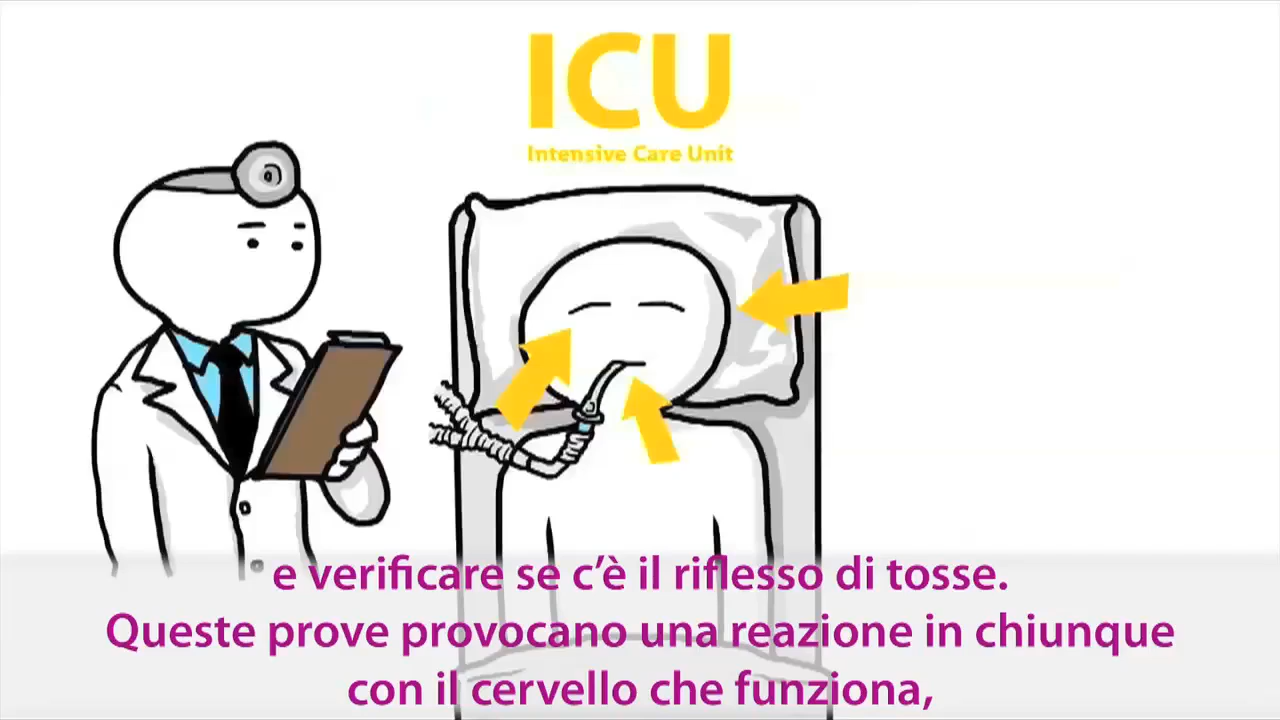 ICU
Intensive Care Unit
e verificare se c’è il riflesso di tosse.
Queste prove provocano una reazione in chiunque
con il cervello che funziona,